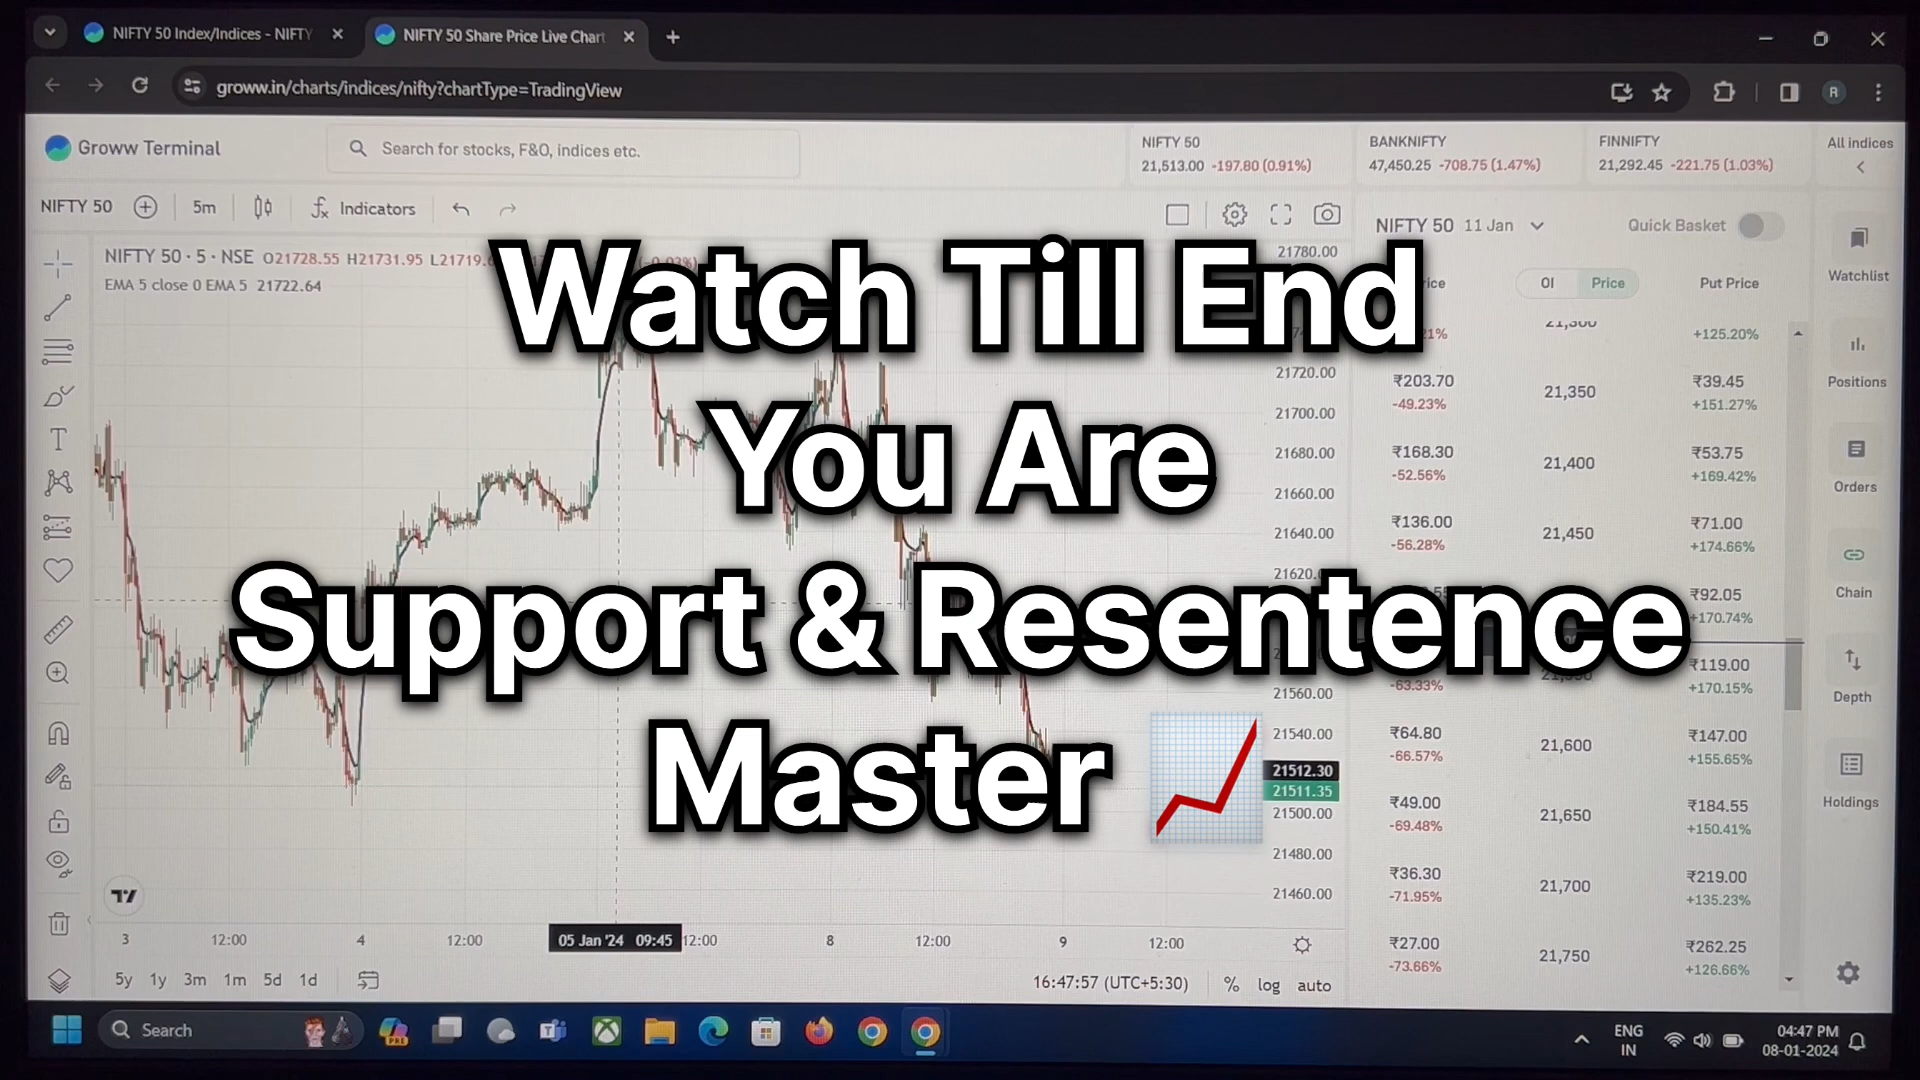 NIFTY 50 Index/Indices - NIFTY
NIFTY 50 Share Price Live Chart
groww.in/charts/indices/nifty?chartType=TradingView
R
Groww Terminal
Search for stocks, F&O, indices etc.
NIFTY 50
21,513.00 -197.80 (0.91%)
BANKNIFTY
47,450.25 -708.75 (1.47%)
FINNIFTY
21,292.45 -221.75 (1.03%)
All indices
NIFTY 50
5m
Indicators
NIFTY 50 11 Jan
Quick Basket
NIFTY 50 · 5 · NSE O21728.55 H21731.95
EMA 5 close 0 EMA 5 21722.64
OI Price
Put Price
Watch Till End
You Are
Support & Resentence
Master 📈
21780.00
21720.00
21700.00
21680.00
21660.00
21640.00
21560.00
21540.00
21512.30
21511.35
21500.00
21480.00
21460.00
+125.20%
₹203.70 21,350 ₹39.45
-49.23% +151.27%
₹168.30 21,400 ₹53.75
-52.56% +169.42%
₹136.00 21,450 ₹71.00
-56.28% +174.66%
₹92.05
+170.74%
₹119.00
-63.33% +170.15%
₹64.80 21,600 ₹147.00
-66.57% +155.65%
₹49.00 21,650 ₹184.55
-69.48% +150.41%
₹36.30 21,700 ₹219.00
-71.95% +135.23%
₹27.00 21,750 ₹262.25
-73.66% +126.66%
Watchlist
Positions
Orders
Chain
Depth
Holdings
3 12:00 4 12:00 05 Jan '24 09:45 12:00 8 12:00 9 12:00
5y 1y 3m 1m 5d 1d
16:47:57 (UTC+5:30) % log auto
Search
PRE
ENG
IN
04:47 PM
08-01-2024